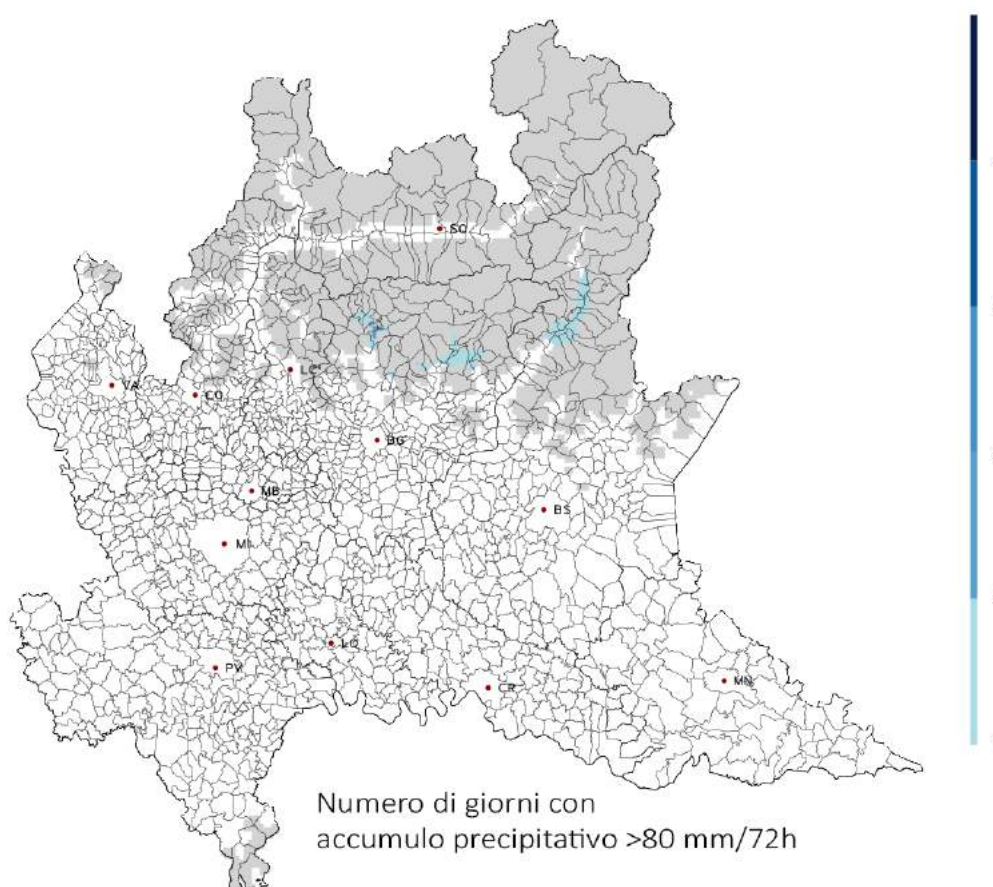 SO
LC
VA
CO
BG
MB
BS
MI
LO
PV
CR
MN
Numero di giorni con
accumulo precipitativo >80 mm/72h